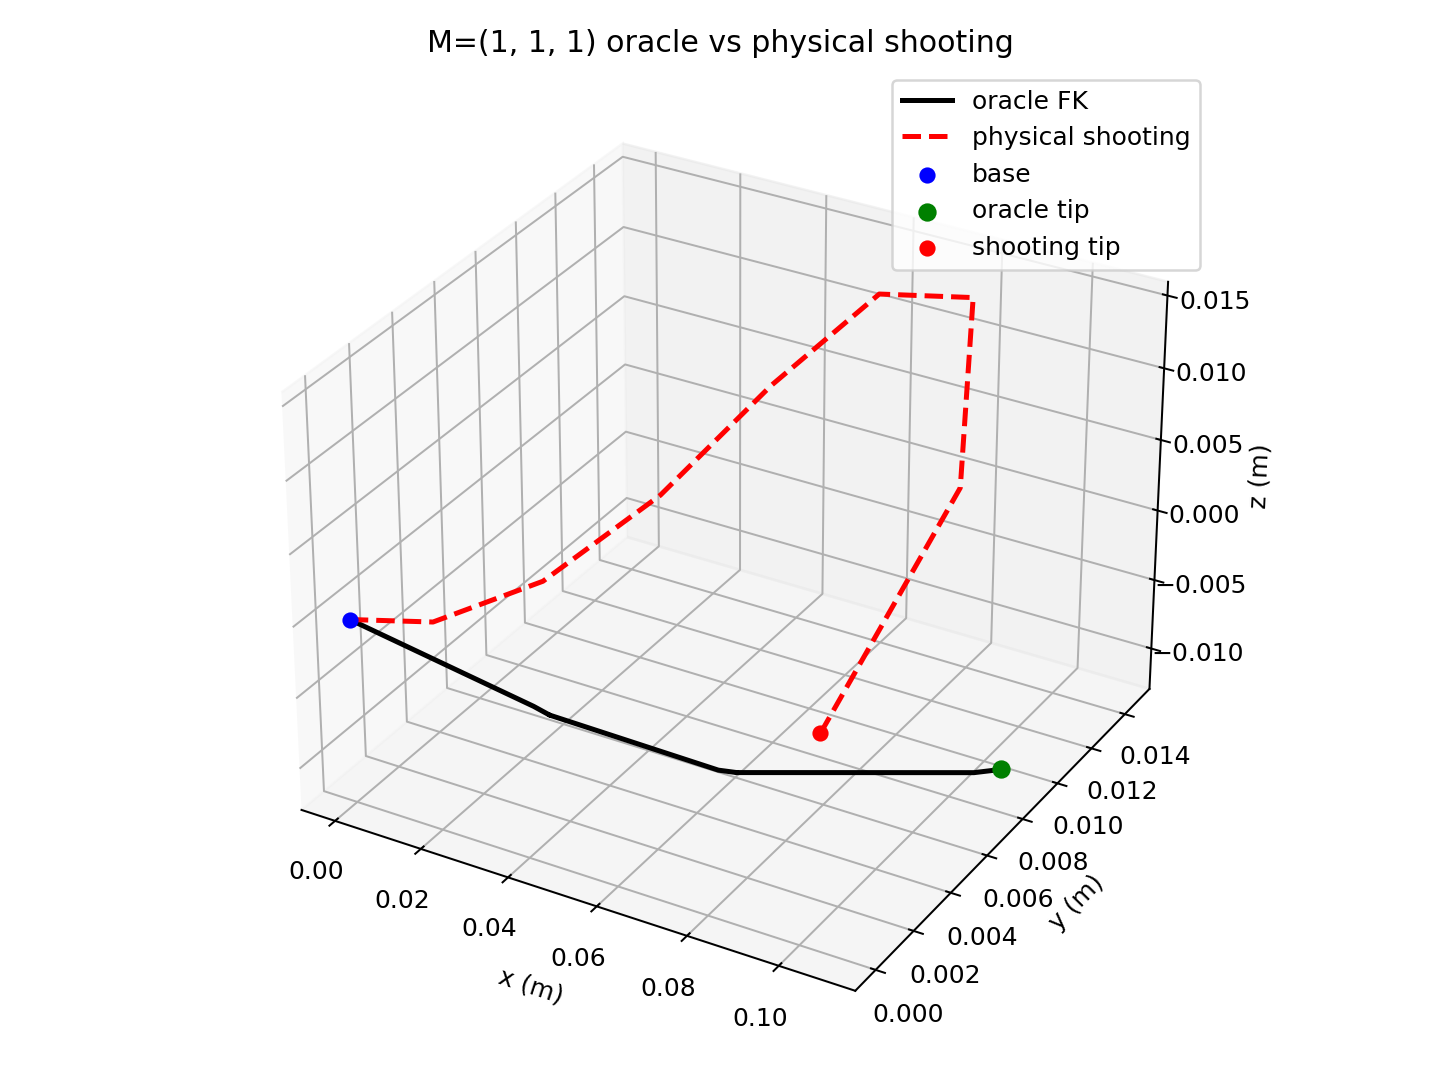 M=(1, 1, 1) oracle vs physical shooting
oracle FK
physical shooting
base
oracle tip
shooting tip
0.015
0.010
0.005
0.000
−0.005
−0.010
z (m)
0.014
0.012
0.010
0.008
0.006
0.004
0.002
0.000
y (m)
0.00
0.02
0.04
0.06
0.08
0.10
x (m)